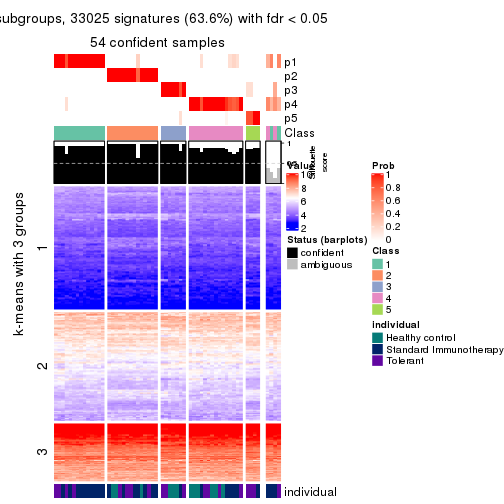 subgroups, 33025 signatures (63.6%) with fdr < 0.05
54 confident samples
p1
p2
p3
p4
p5
Class
1
Silhouette
score
k-means with 3 groups
1
2
3
individual
Value
10
8
6
4
2
Status (barplots)
confident
ambiguous
Prob
1
0.8
0.6
0.4
0.2
0
Class
1
2
3
4
5
individual
Healthy control
Standard Immunotherapy
Tolerant